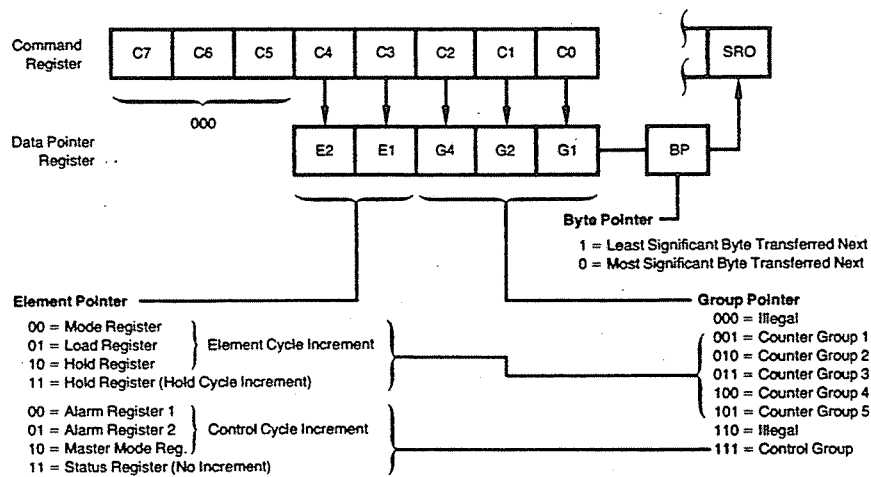 Command Register
C7 C6 C5 C4 C3 C2 C1 C0
SRO
000
Data Pointer Register
E2 E1 G4 G2 G1
BP
Byte Pointer
1 = Least Significant Byte Transferred Next
0 = Most Significant Byte Transferred Next
Element Pointer
00 = Mode Register
01 = Load Register
10 = Hold Register
Element Cycle Increment
11 = Hold Register (Hold Cycle Increment)
00 = Alarm Register 1
01 = Alarm Register 2
10 = Master Mode Reg.
Control Cycle Increment
11 = Status Register (No Increment)
Group Pointer
000 = Illegal
001 = Counter Group 1
010 = Counter Group 2
011 = Counter Group 3
100 = Counter Group 4
101 = Counter Group 5
110 = Illegal
111 = Control Group